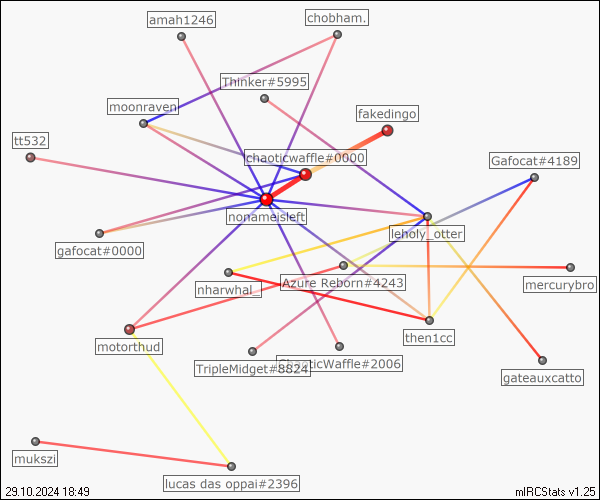 amah1246
chobham.
Thinker#5995
moonraven
fakedingo
tt532
chaoticwaffle#0000
Gafocat#4189
nonameisleft
leholy_otter
gafocat#0000
nharwhal_
Azure Reborn#4243
mercurybro
motorthud
then1cc
TripleMidget#8824
ChaoticWaffle#2006
gateauxcatto
mukszi
lucas das oppai#2396
29.10.2024 18:49
mIRCStats v1.25